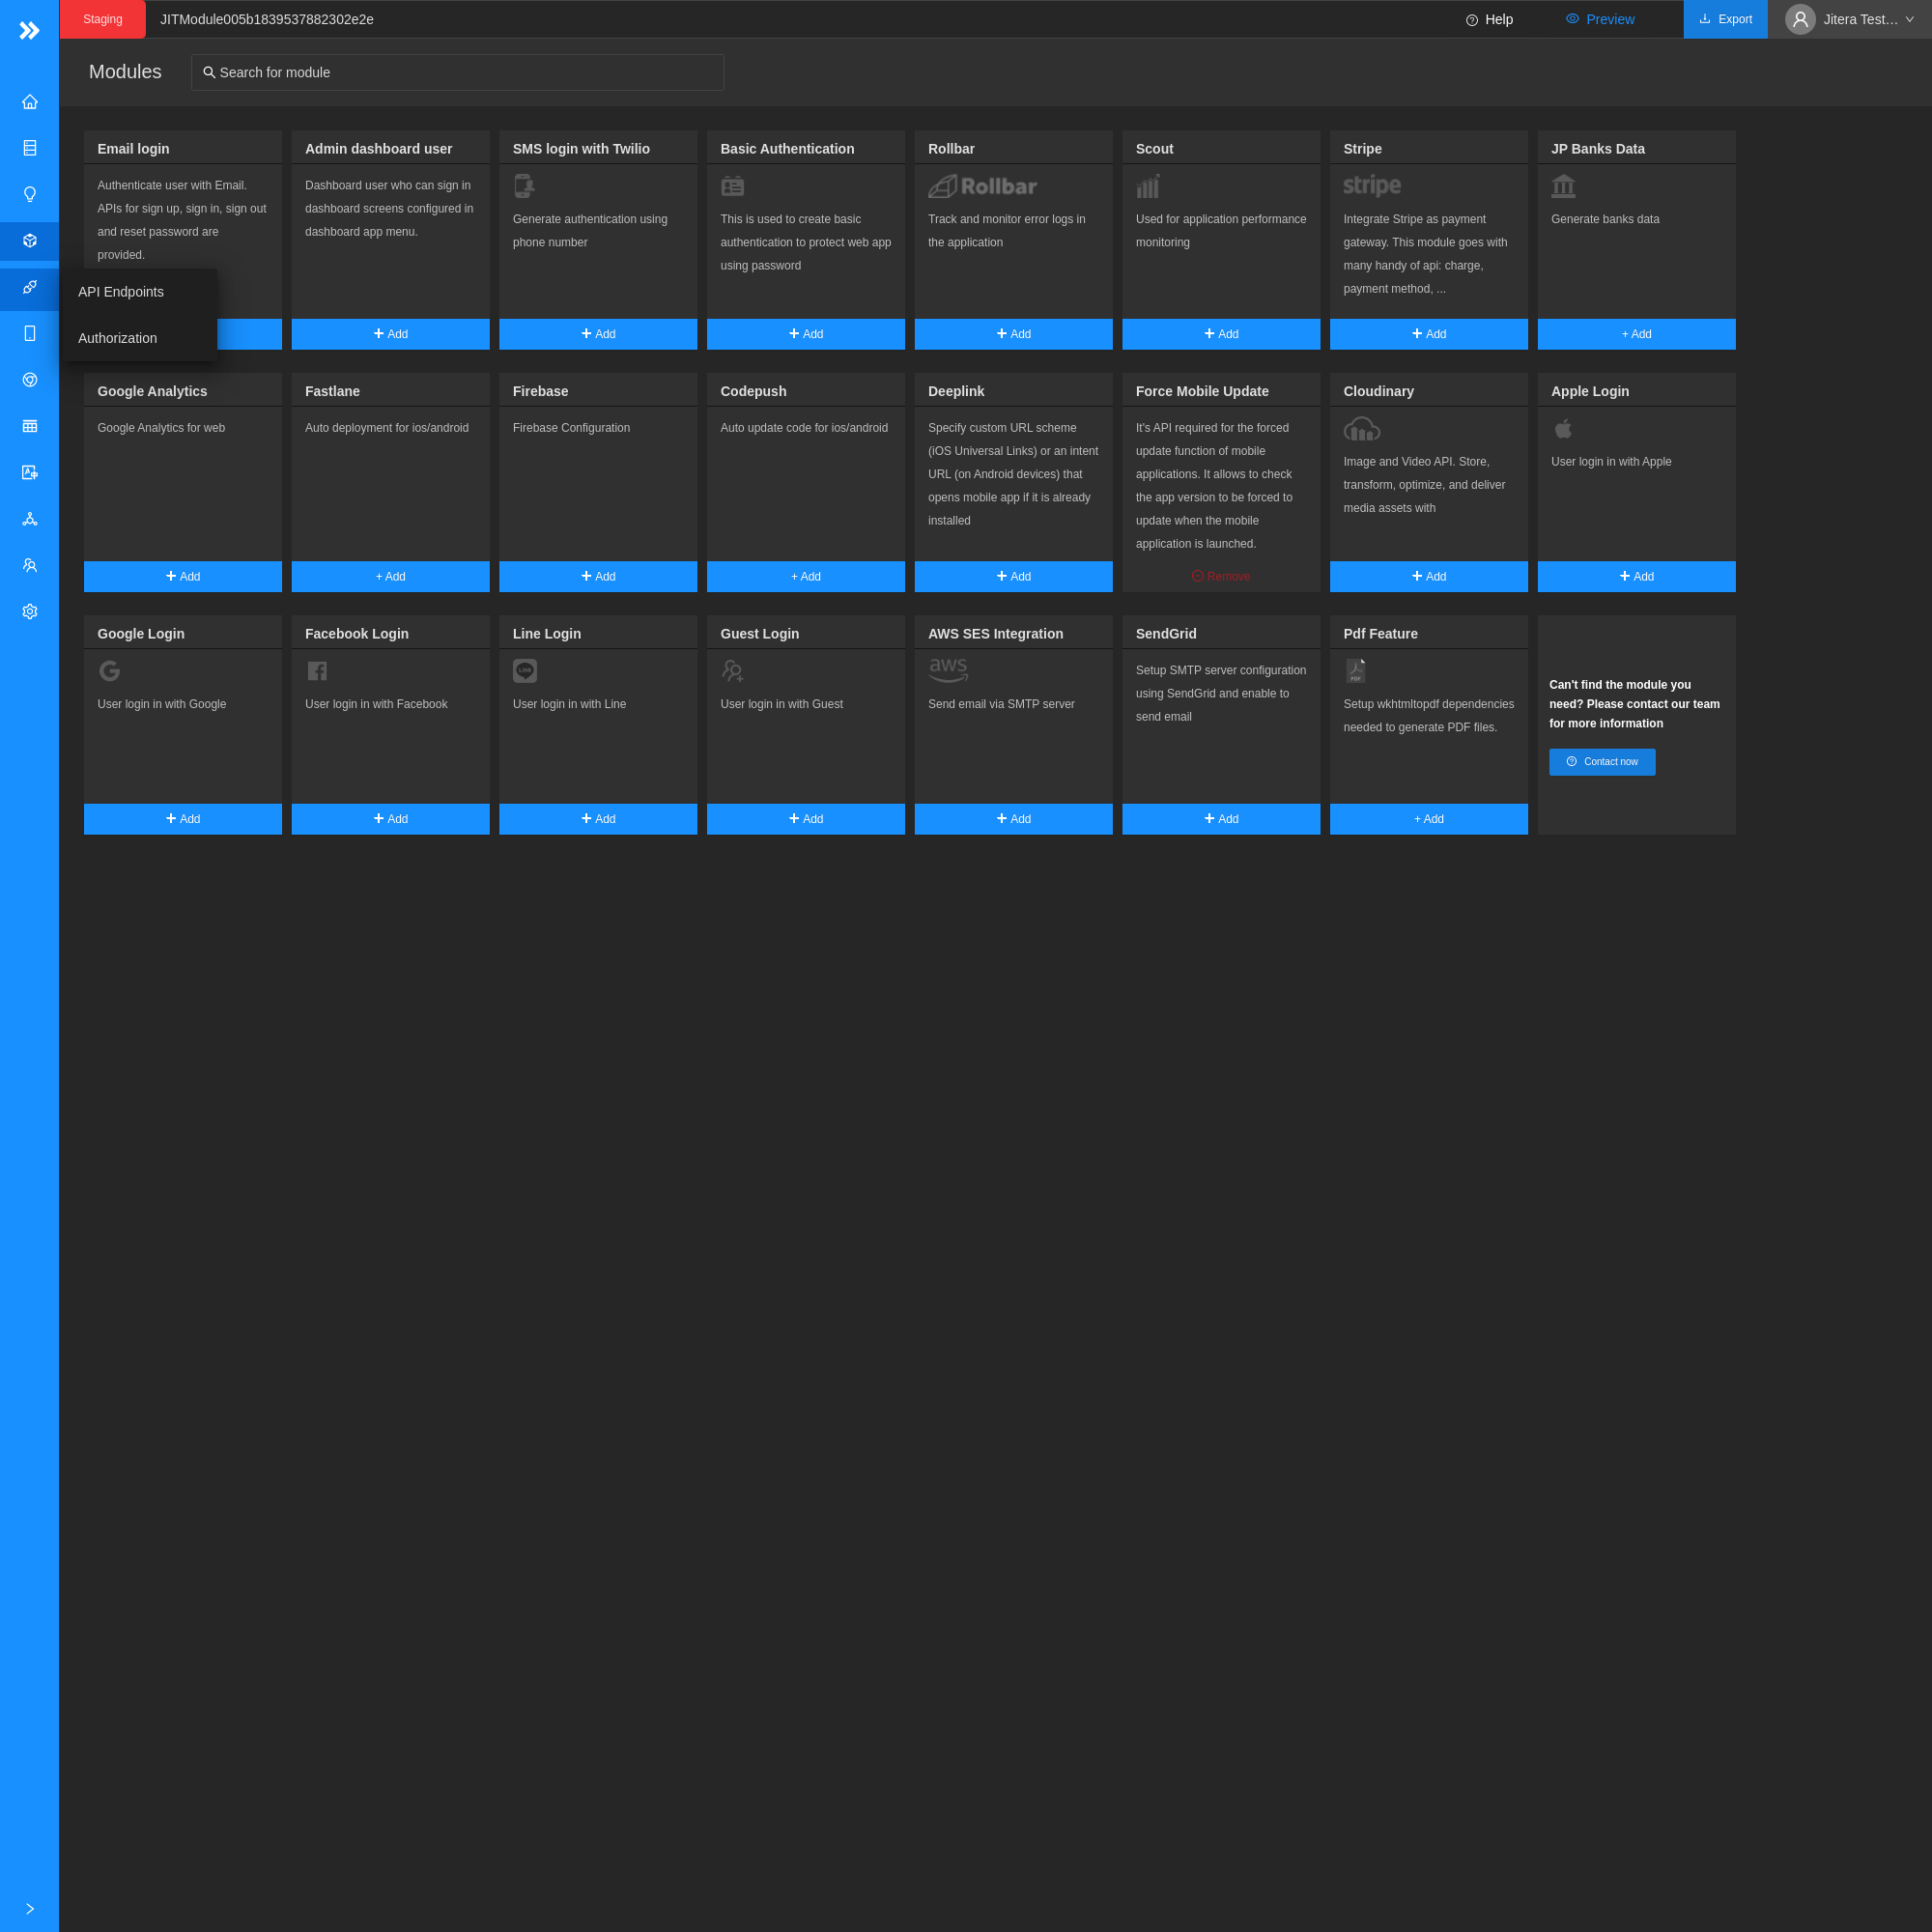 Staging
JITModule005b1839537882302e2e
Help
Preview
Export
Jitera Test…
Modules
Search for module
Email login
Authenticate user with Email.
APIs for sign up, sign in, sign out
and reset password are
provided.
API Endpoints
Authorization
Admin dashboard user
Dashboard user who can sign in
dashboard screens configured in
dashboard app menu.
+ Add
SMS login with Twilio
Generate authentication using
phone number
+ Add
Basic Authentication
This is used to create basic
authentication to protect web app
using password
+ Add
Rollbar
Rollbar
Track and monitor error logs in
the application
+ Add
Scout
Used for application performance
monitoring
+ Add
Stripe
stripe
Integrate Stripe as payment
gateway. This module goes with
many handy of api: charge,
payment method, ...
+ Add
JP Banks Data
Generate banks data
+ Add
Google Analytics
Google Analytics for web
+ Add
Fastlane
Auto deployment for ios/android
+ Add
Firebase
Firebase Configuration
+ Add
Codepush
Auto update code for ios/android
+ Add
Deeplink
Specify custom URL scheme
(iOS Universal Links) or an intent
URL (on Android devices) that
opens mobile app if it is already
installed
+ Add
Force Mobile Update
It's API required for the forced
update function of mobile
applications. It allows to check
the app version to be forced to
update when the mobile
application is launched.
Remove
Cloudinary
Image and Video API. Store,
transform, optimize, and deliver
media assets with
+ Add
Apple Login
User login in with Apple
+ Add
Google Login
User login in with Google
+ Add
Facebook Login
User login in with Facebook
+ Add
Line Login
LINE
User login in with Line
+ Add
Guest Login
User login in with Guest
+ Add
AWS SES Integration
aws
Send email via SMTP server
+ Add
SendGrid
Setup SMTP server configuration
using SendGrid and enable to
send email
+ Add
Pdf Feature
PDF
Setup wkhtmltopdf dependencies
needed to generate PDF files.
+ Add
Can't find the module you
need? Please contact our team
for more information
Contact now